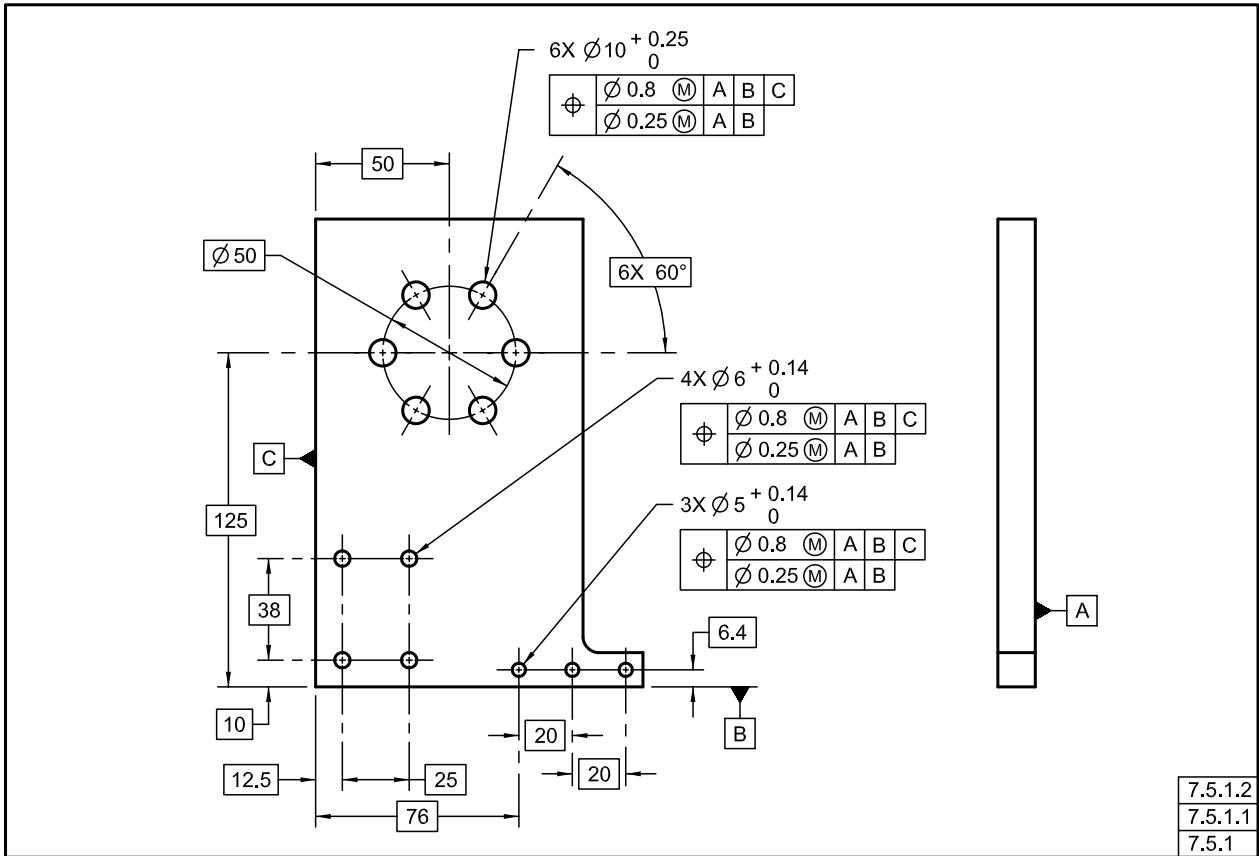 6X ⌀10 + 0.25
0
⌖ ⌀ 0.8 Ⓜ A B C
⌀ 0.25 Ⓜ A B
50
⌀ 50
6X 60°
4X ⌀ 6 + 0.14
0
⌖ ⌀ 0.8 Ⓜ A B C
⌀ 0.25 Ⓜ A B
C
3X ⌀ 5 + 0.14
0
⌖ ⌀ 0.8 Ⓜ A B C
⌀ 0.25 Ⓜ A B
125
38
A
6.4
10
B
20
12.5
25
20
76
7.5.1.2
7.5.1.1
7.5.1